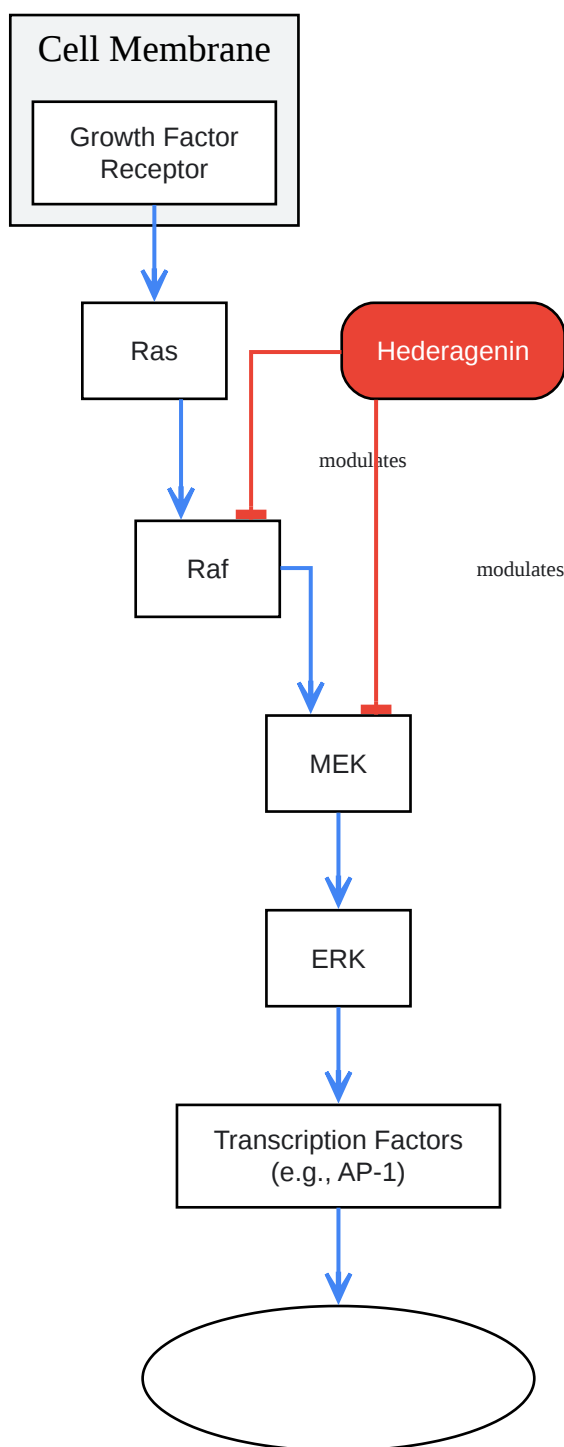 Cell Membrane
Growth Factor
Receptor
Ras
Hederagenin
modulates
Raf
modulates
MEK
ERK
Transcription Factors
(e.g., AP-1)